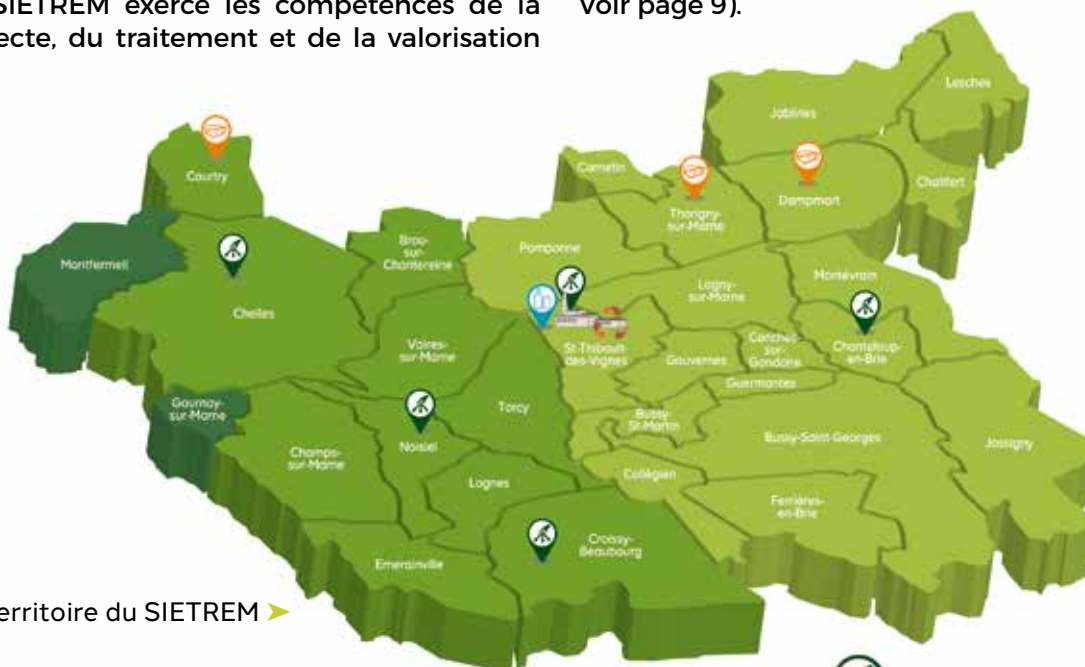 SIETREM exerce les compétences de la
ecte, du traitement et de la valorisation
voir page 9).
Lesches
Jablines
Courtry
Carnetin
Chalifert
Dampmart
Thorigny-
sur-Marne
Montfermeil
Brou-
sur-
Chantereine
Pomponne
Montévrain
Lagny-
sur-Marne
Chelles
Vaires-
sur-Marne
St-Thibault-
des-Vignes
Gouvernes
Conches-
sur-
Gondoire
Chanteloup-
en-Brie
Guermantes
Gournay-
sur-Marne
Torcy
Bussy-
St-Martin
Bussy-Saint-Georges
Jossigny
Noisiel
Champs-
sur-Marne
Collégien
Lognes
Ferrières-
en-Brie
Croissy-
Beaubourg
Emerainville
erritoire du SIETREM